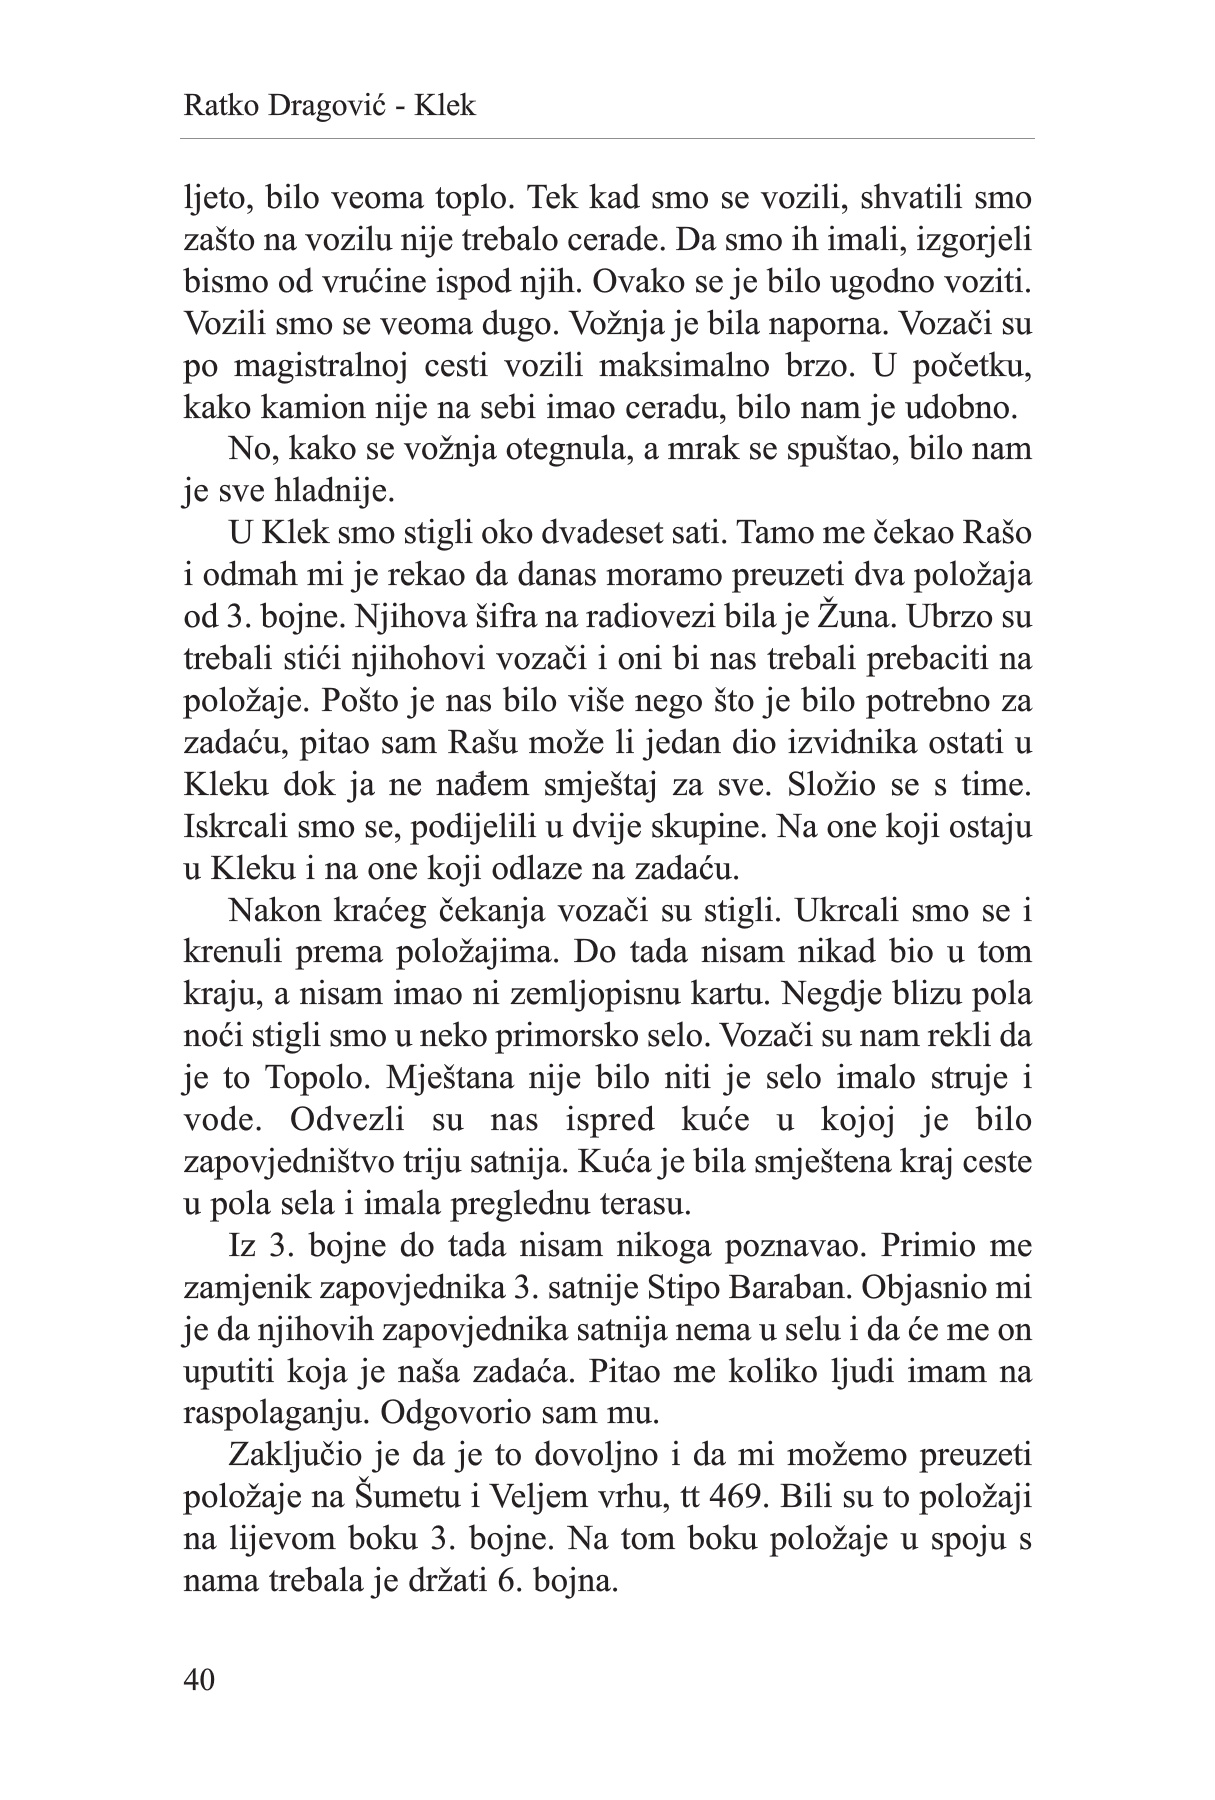 Ratko Dragović - Klek
ljeto, bilo veoma toplo. Tek kad smo se vozili, shvatili smo
zašto na vozilu nije trebalo cerade. Da smo ih imali, izgorjeli
bismo od vrućine ispod njih. Ovako se je bilo ugodno voziti.
Vozili smo se veoma dugo. Vožnja je bila naporna. Vozači su
po magistralnoj cesti vozili maksimalno brzo. U početku,
kako kamion nije na sebi imao ceradu, bilo nam je udobno.
No, kako se vožnja otegnula, a mrak se spuštao, bilo nam
je sve hladnije.
U Klek smo stigli oko dvadeset sati. Tamo me čekao Rašo
i odmah mi je rekao da danas moramo preuzeti dva položaja
od 3. bojne. Njihova šifra na radiovezi bila je Žuna. Ubrzo su
trebali stići njihohovi vozači i oni bi nas trebali prebaciti na
položaje. Pošto je nas bilo više nego što je bilo potrebno za
zadaću, pitao sam Rašu može li jedan dio izvidnika ostati u
Kleku dok ja ne nađem smještaj za sve. Složio se s time.
Iskrcali smo se, podijelili u dvije skupine. Na one koji ostaju
u Kleku i na one koji odlaze na zadaću.
Nakon kraćeg čekanja vozači su stigli. Ukrcali smo se i
krenuli prema položajima. Do tada nisam nikad bio u tom
kraju, a nisam imao ni zemljopisnu kartu. Negdje blizu pola
noći stigli smo u neko primorsko selo. Vozači su nam rekli da
je to Topolo. Mještana nije bilo niti je selo imalo struje i
vode. Odvezli su nas ispred kuće u kojoj je bilo
zapovjedništvo triju satnija. Kuća je bila smještena kraj ceste
u pola sela i imala preglednu terasu.
Iz 3. bojne do tada nisam nikoga poznavao. Primio me
zamjenik zapovjednika 3. satnije Stipo Baraban. Objasnio mi
je da njihovih zapovjednika satnija nema u selu i da će me on
uputiti koja je naša zadaća. Pitao me koliko ljudi imam na
raspolaganju. Odgovorio sam mu.
Zaključio je da je to dovoljno i da mi možemo preuzeti
položaje na Šumetu i Veljem vrhu, tt 469. Bili su to položaji
na lijevom boku 3. bojne. Na tom boku položaje u spoju s
nama trebala je držati 6. bojna.
40